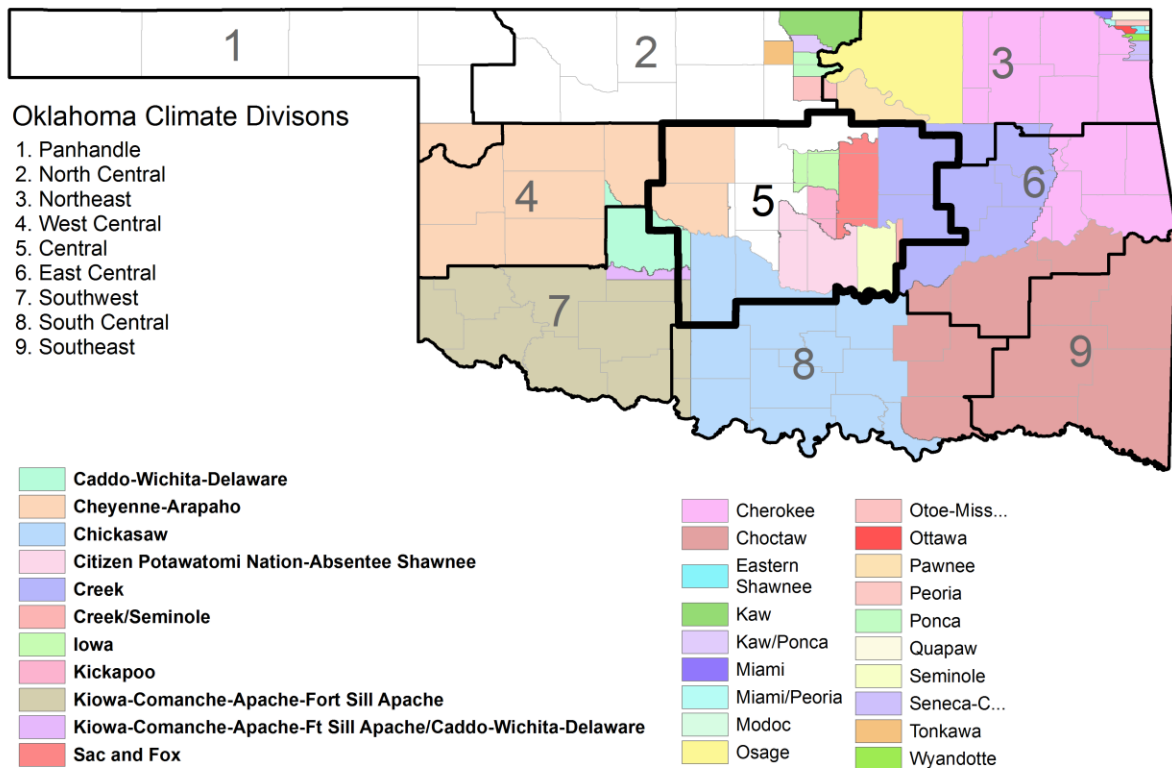 1
2
3
Oklahoma Climate Divisons
1. Panhandle
2. North Central
3. Northeast
4. West Central
5. Central
6. East Central
7. Southwest
8. South Central
9. Southeast
4
5
6
7
8
9
Caddo-Wichita-Delaware
Cheyenne-Arapaho
Chickasaw
Citizen Potawatomi Nation-Absentee Shawnee
Creek
Creek/Seminole
Iowa
Kickapoo
Kiowa-Comanche-Apache-Fort Sill Apache
Kiowa-Comanche-Apache-Ft Sill Apache/Caddo-Wichita-Delaware
Sac and Fox
Cherokee
Choctaw
Eastern
Shawnee
Kaw
Kaw/Ponca
Miami
Miami/Peoria
Modoc
Osage
Otoe-Miss...
Ottawa
Pawnee
Peoria
Ponca
Quapaw
Seminole
Seneca-C...
Tonkawa
Wyandotte